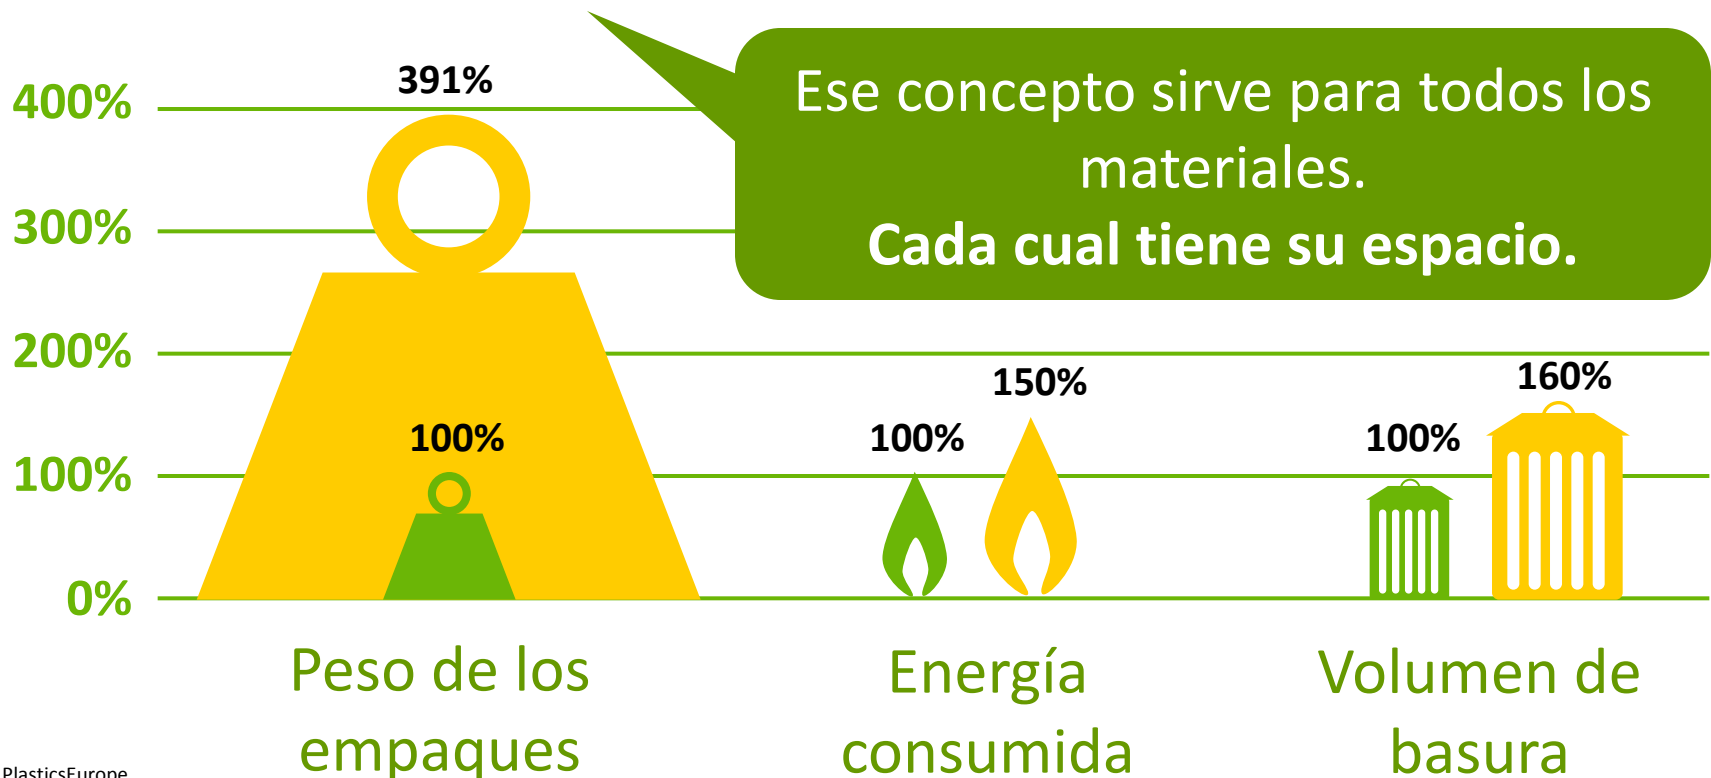 Ese concepto sirve para todos los
materiales.
Cada cual tiene su espacio.
400%
300%
200%
100%
0%
391%
100%
100%
150%
100%
160%
Peso de los
empaques
Energía
consumida
Volumen de
basura
PlasticsEurope